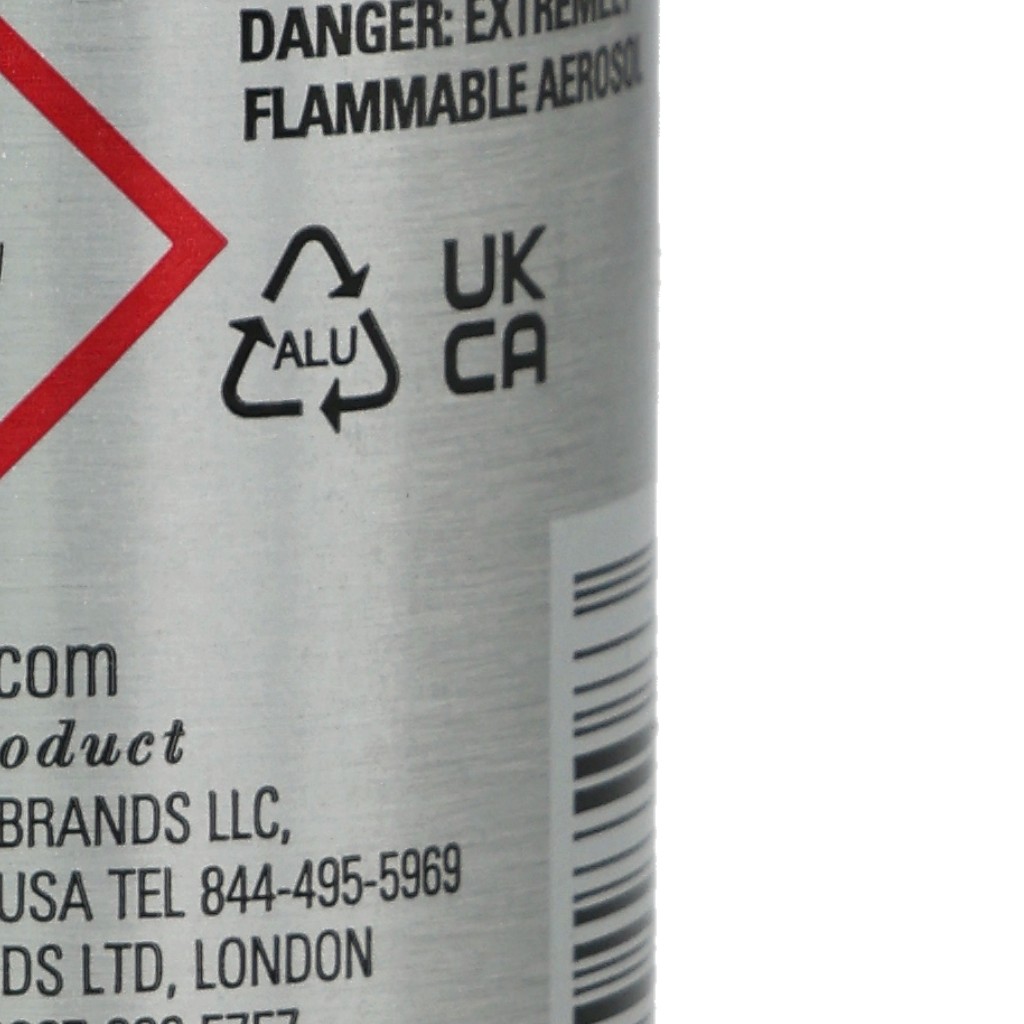 DANGER: EXTREMELY
FLAMMABLE AEROSOL
ALU
UK
CA
.com
oduct
BRANDS LLC,
USA TEL 844-495-5969
DS LTD, LONDON